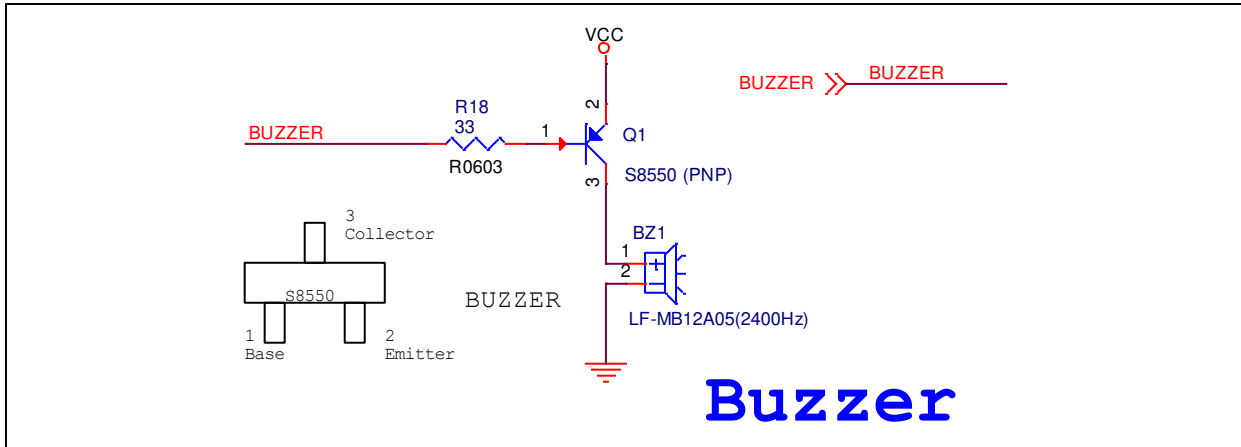 VCC
BUZZER
BUZZER
BUZZER
R18
33
R0603
1
2
Q1
3
S8550 (PNP)
3
Collector
S8550
1
Base
2
Emitter
BUZZER
BZ1
1
2
+
LF-MB12A05(2400Hz)
Buzzer